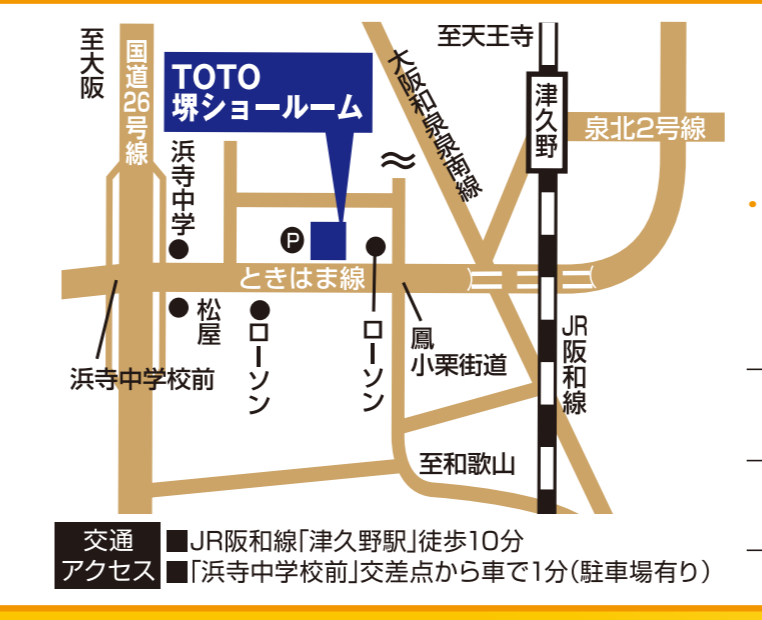 至大阪
国道26号線
TOTO
堺ショールーム
至天王寺
津久野
大阪和泉泉南線
泉北2号線
浜寺中学
P
ときはま線
松屋
ローソン
ローソン
鳳
小栗街道
JR阪和線
浜寺中学校前
至和歌山
交通
アクセス
■JR阪和線「津久野駅」徒歩10分
■「浜寺中学校前」交差点から車で1分(駐車場有り)